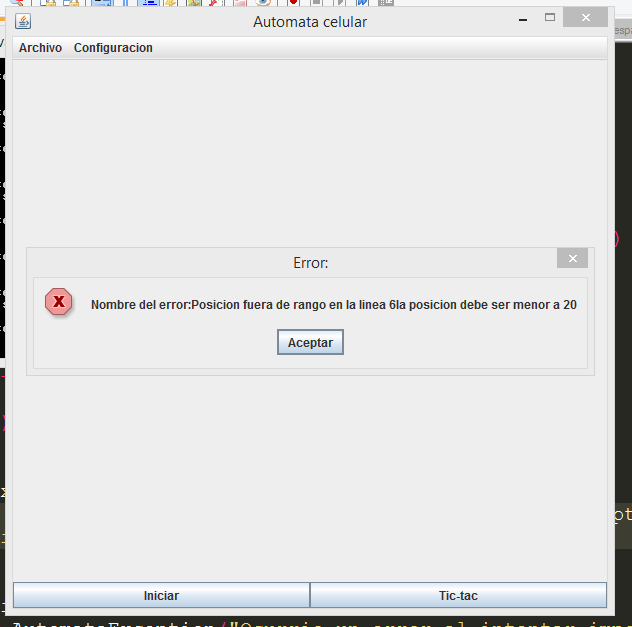 Automata celular
Archivo Configuracion
Error:
Nombre del error:Posicion fuera de rango en la linea 6la posicion debe ser menor a 20
Aceptar
Iniciar Tic-tac